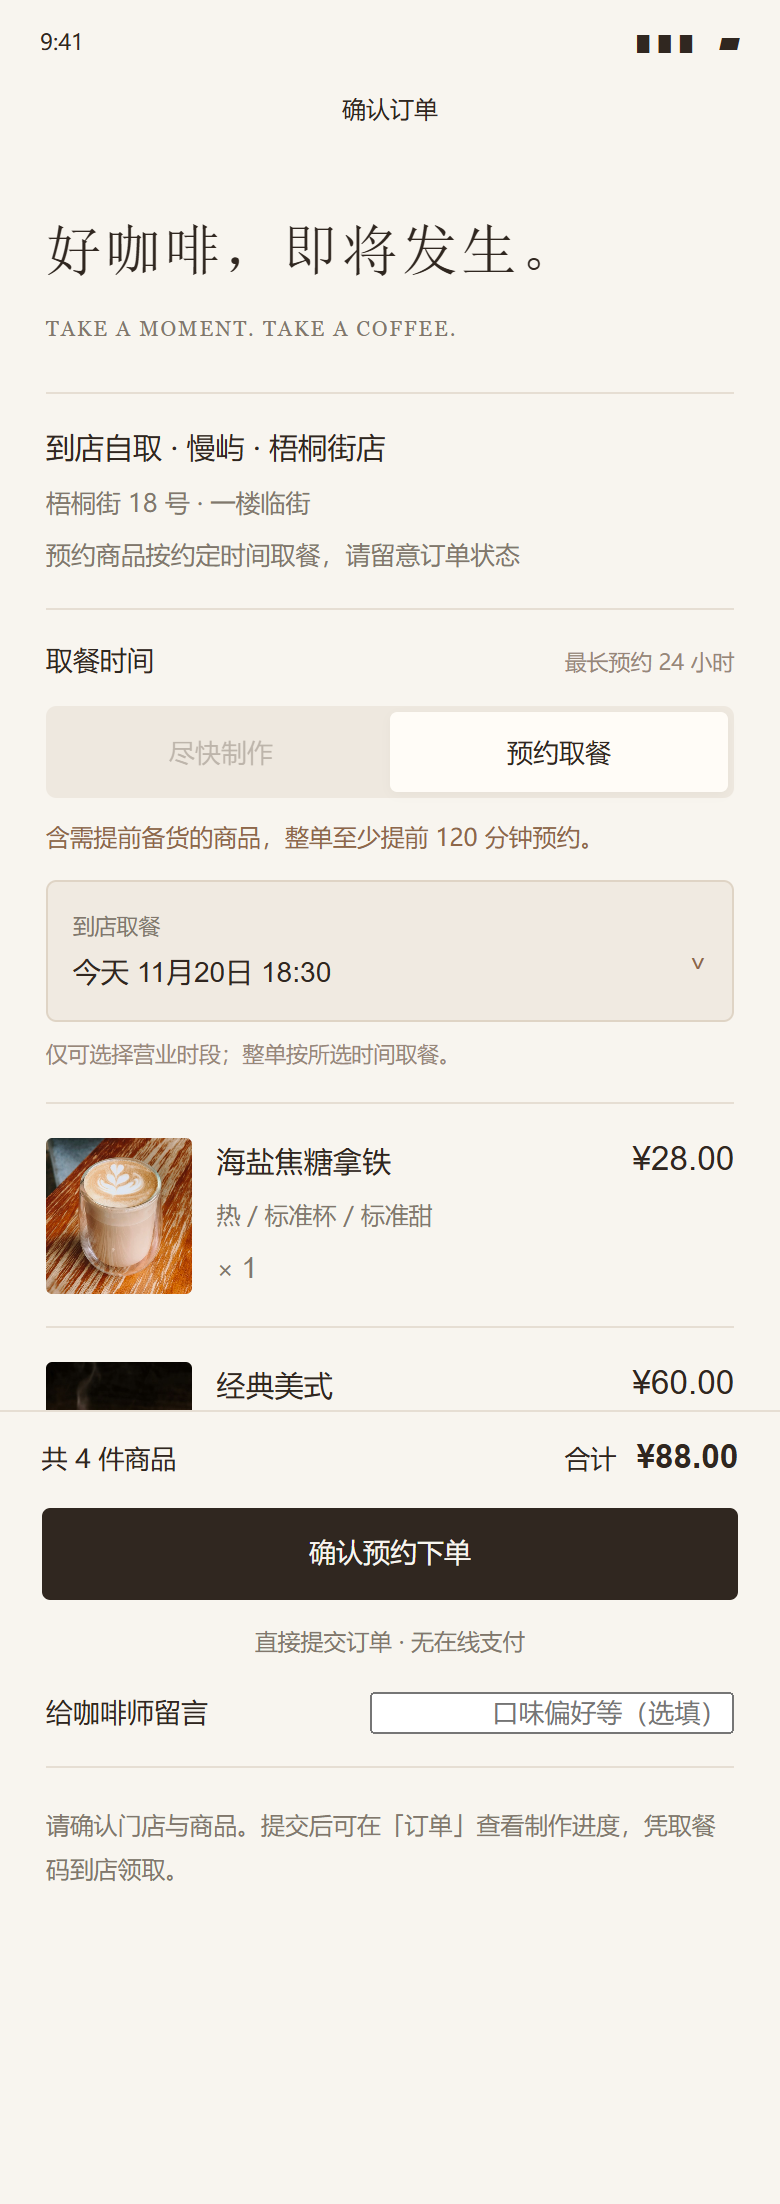 9:41
确认订单
好咖啡，即将发生。
TAKE A MOMENT. TAKE A COFFEE.
到店自取 · 慢屿 · 梧桐街店
梧桐街 18 号 · 一楼临街
预约商品按约定时间取餐，请留意订单状态
取餐时间
最长预约 24 小时
尽快制作
预约取餐
含需提前备货的商品，整单至少提前 120 分钟预约。
到店取餐
今天 11月20日 18:30
仅可选择营业时段；整单按所选时间取餐。
海盐焦糖拿铁
¥28.00
热 / 标准杯 / 标准甜
× 1
经典美式
¥60.00
共 4 件商品
合计 ¥88.00
确认预约下单
直接提交订单 · 无在线支付
给咖啡师留言
口味偏好等（选填）
请确认门店与商品。提交后可在「订单」查看制作进度，凭取餐
码到店领取。